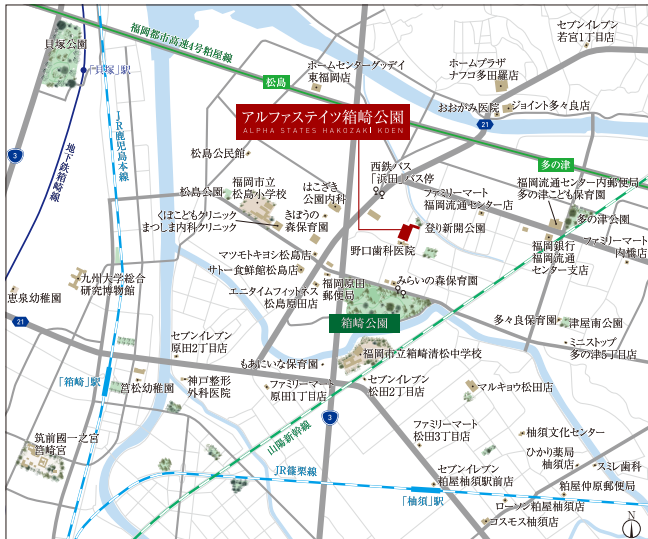 セブンイレブン
若宮1丁目店
貝塚公園
福岡都市高速4号粕屋線
「貝塚」駅
ホームセンターグッデイ
東福岡店
ホームプラザ
ナフコ多田羅店
松島
おおがみ医院
ジョイント多々良店
アルファステイツ箱崎公園
ALPHA STATES HAKOZAKI KOEN
21
3
JR鹿児島本線
地下鉄箱崎線
松島公民館
西鉄バス
「浜田」バス停
多の津
福岡流通センター内郵便局
多の津こども保育園
松島公園
福岡市立
松島小学校
はこざき
公園内科
ファミリーマート
福岡流通センター店
多の津公園
くぼこどもクリニック
まつしま内科クリニック
きぼうの
森保育園
登り新開公園
野口歯科医院
福岡銀行
福岡流通
センター支店
ファミリーマート
肉橋店
マツモトキヨシ松島店
サトー食鮮館松島店
エニタイムフィットネス
松島原田店
福岡原田
郵便局
みらいの森保育園
九州大学総合
研究博物館
恵泉幼稚園
箱崎公園
多々良保育園
津屋南公園
21
セブンイレブン
原田2丁目店
ミニストップ
多の津5丁目店
福岡市立箱崎清松中学校
もあにいな保育園
「箱崎」駅
筥松幼稚園
神戸整形
外科医院
ファミリーマート
原田1丁目店
セブンイレブン
松田2丁目店
マルキョウ松田店
3
ファミリーマート
松田3丁目店
柚須文化センター
筑前國一之宮
筥崎宮
山陽新幹線
ひかり薬局
柚須店
スミレ歯科
JR篠栗線
セブンイレブン
粕屋柚須駅前店
粕屋仲原郵便局
「柚須」駅
ローソン粕屋柚須店
コスモス柚須店
N